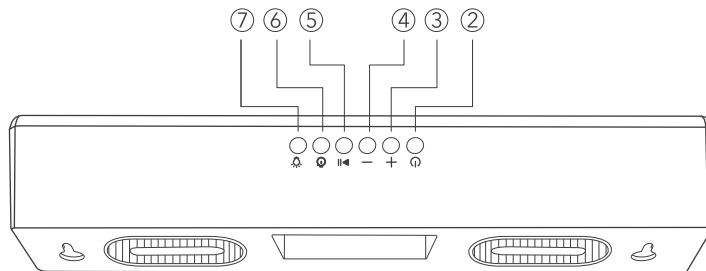 ⑦ ⑥ ⑤ ④ ③ ②